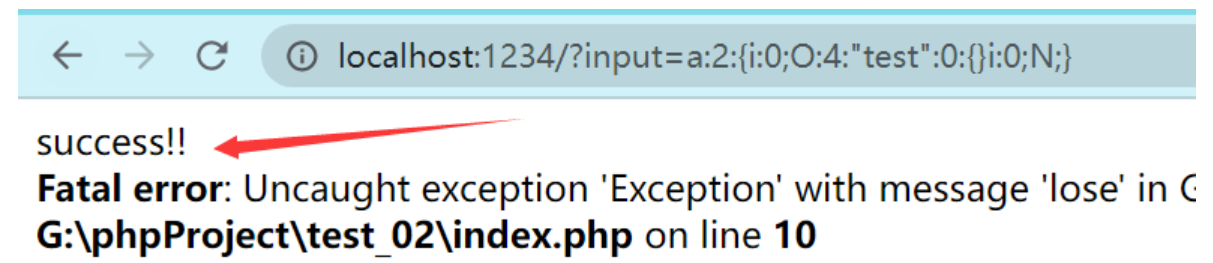 localhost:1234/?input=a:2:{i:0;O:4:"test":0:{}i:0;N;}
success!!
Fatal error: Uncaught exception 'Exception' with message 'lose' in
G:\phpProject\test_02\index.php on line 10